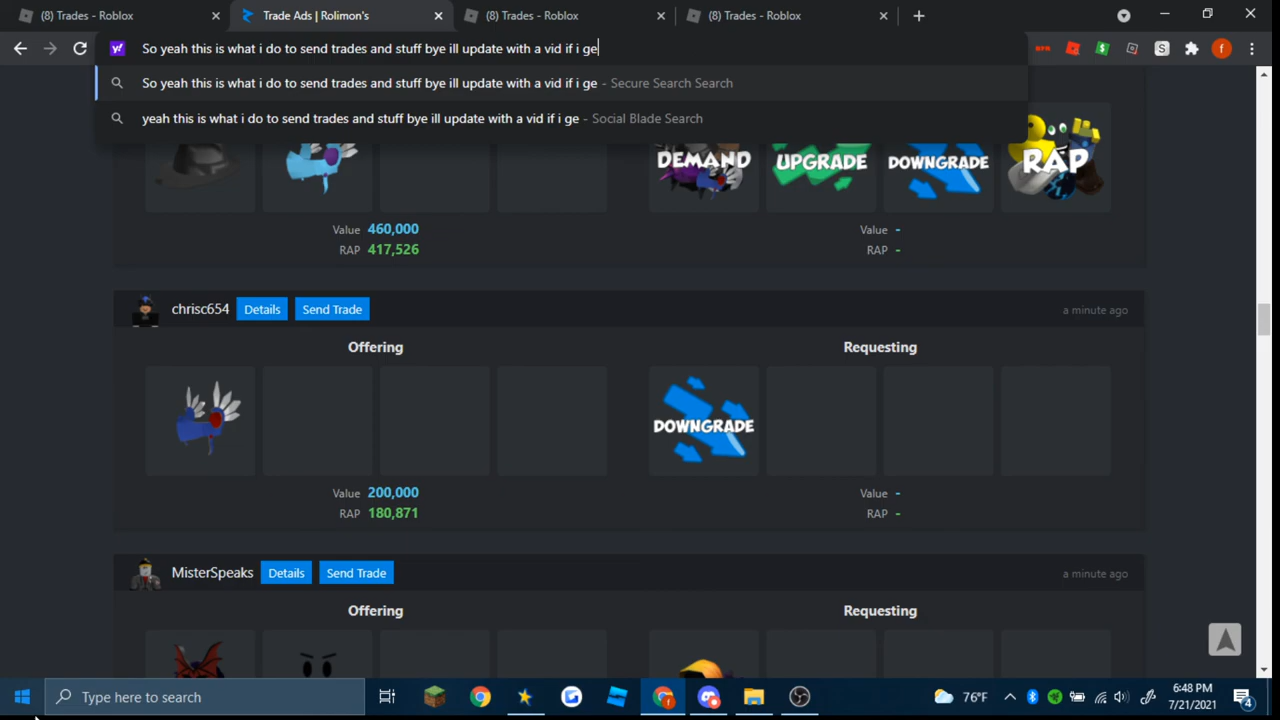 (8) Trades - Roblox
Trade Ads | Rolimon's
(8) Trades - Roblox
(8) Trades - Roblox
So yeah this is what i do to send trades and stuff bye ill update with a vid if i ge
So yeah this is what i do to send trades and stuff bye ill update with a vid if i ge - Secure Search Search
yeah this is what i do to send trades and stuff bye ill update with a vid if i ge - Social Blade Search
DEMAND UPGRADE DOWNGRADE RAP
Value 460,000
RAP 417,526
Value -
RAP -
chrisc654 Details Send Trade a minute ago
Offering Requesting
DOWNGRADE
Value 200,000
RAP 180,871
Value -
RAP -
MisterSpeaks Details Send Trade a minute ago
Offering Requesting
Type here to search
76°F
6:48 PM
7/21/2021
4